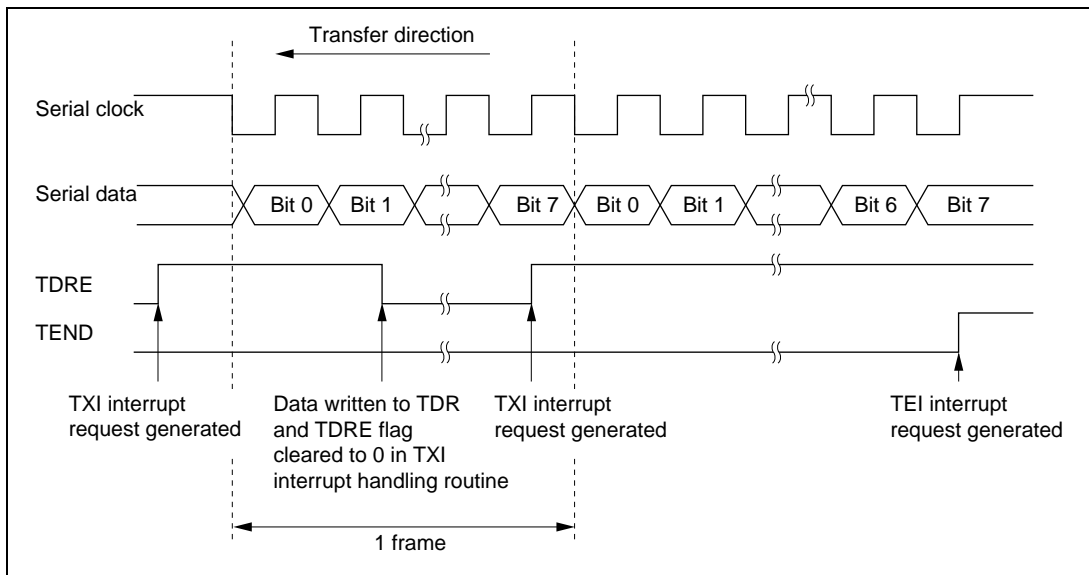 Transfer direction
Serial clock
Serial data
Bit 0
Bit 1
Bit 7
Bit 0
Bit 1
Bit 6
Bit 7
TDRE
TEND
TXI interrupt
request generated
Data written to TDR
and TDRE flag
cleared to 0 in TXI
interrupt handling routine
TXI interrupt
request generated
TEI interrupt
request generated
1 frame